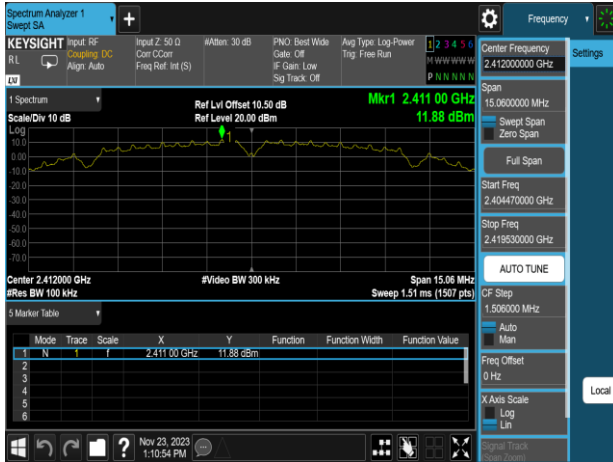 Spectrum Analyzer 1
Swept SA
+
Frequency
KEYSIGHT
RL
LXI
Input: RF
Coupling: DC
Align: Auto
Input Z: 50 Ω
Corr CCorr
Freq Ref: Int (S)
#Atten: 30 dB
PNO: Best Wide
Gate: Off
IF Gain: Low
Sig Track: Off
Avg Type: Log-Power
Trig: Free Run
1 2 3 4 5 6
M W W W W W
P N N N N N
Center Frequency
2.412000000 GHz
Settings
Span
15.0600000 MHz
Swept Span
Zero Span
Full Span
Start Freq
2.404470000 GHz
Stop Freq
2.419530000 GHz
AUTO TUNE
CF Step
1.506000 MHz
Auto
Man
Freq Offset
0 Hz
X Axis Scale
Log
Lin
Signal Track
(Span Zoom)
Local
1 Spectrum
Scale/Div 10 dB
Ref Lvl Offset 10.50 dB
Ref Level 20.00 dBm
Mkr1 2.411 00 GHz
11.88 dBm
Log
10.0
0.00
-10.0
-20.0
-30.0
-40.0
-50.0
-60.0
-70.0
1
Center 2.412000 GHz
#Res BW 100 kHz
#Video BW 300 kHz
Span 15.06 MHz
Sweep 1.51 ms (1507 pts)
5 Marker Table
Mode Trace Scale X Y Function Function Width Function Value
1 N 1 f 2.411 00 GHz 11.88 dBm
2
3
4
5
6
?
Nov 23, 2023
1:10:54 PM